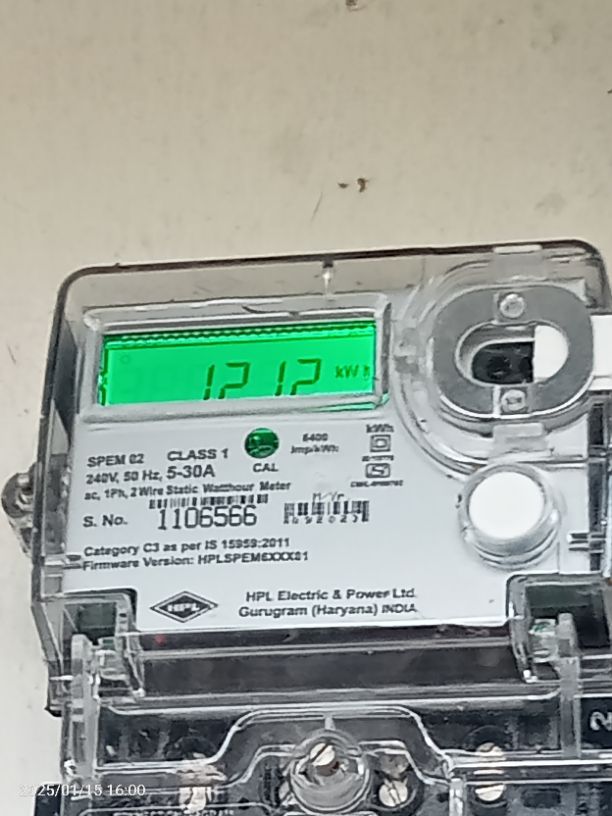 1212 kWh
SPEM 02 CLASS 1
6400
imp/kWh
kWh
240V, 50 Hz, 5-30A
CAL
ac, 1Ph, 2 Wire Static Watthour Meter
S. No. 1106566
Category C3 as per IS 15959:2011
Firmware Version: HPLSPEM6XXX01
HPL
HPL Electric & Power Ltd.
Gurugram (Haryana) INDIA
2
2025/01/15 16:00